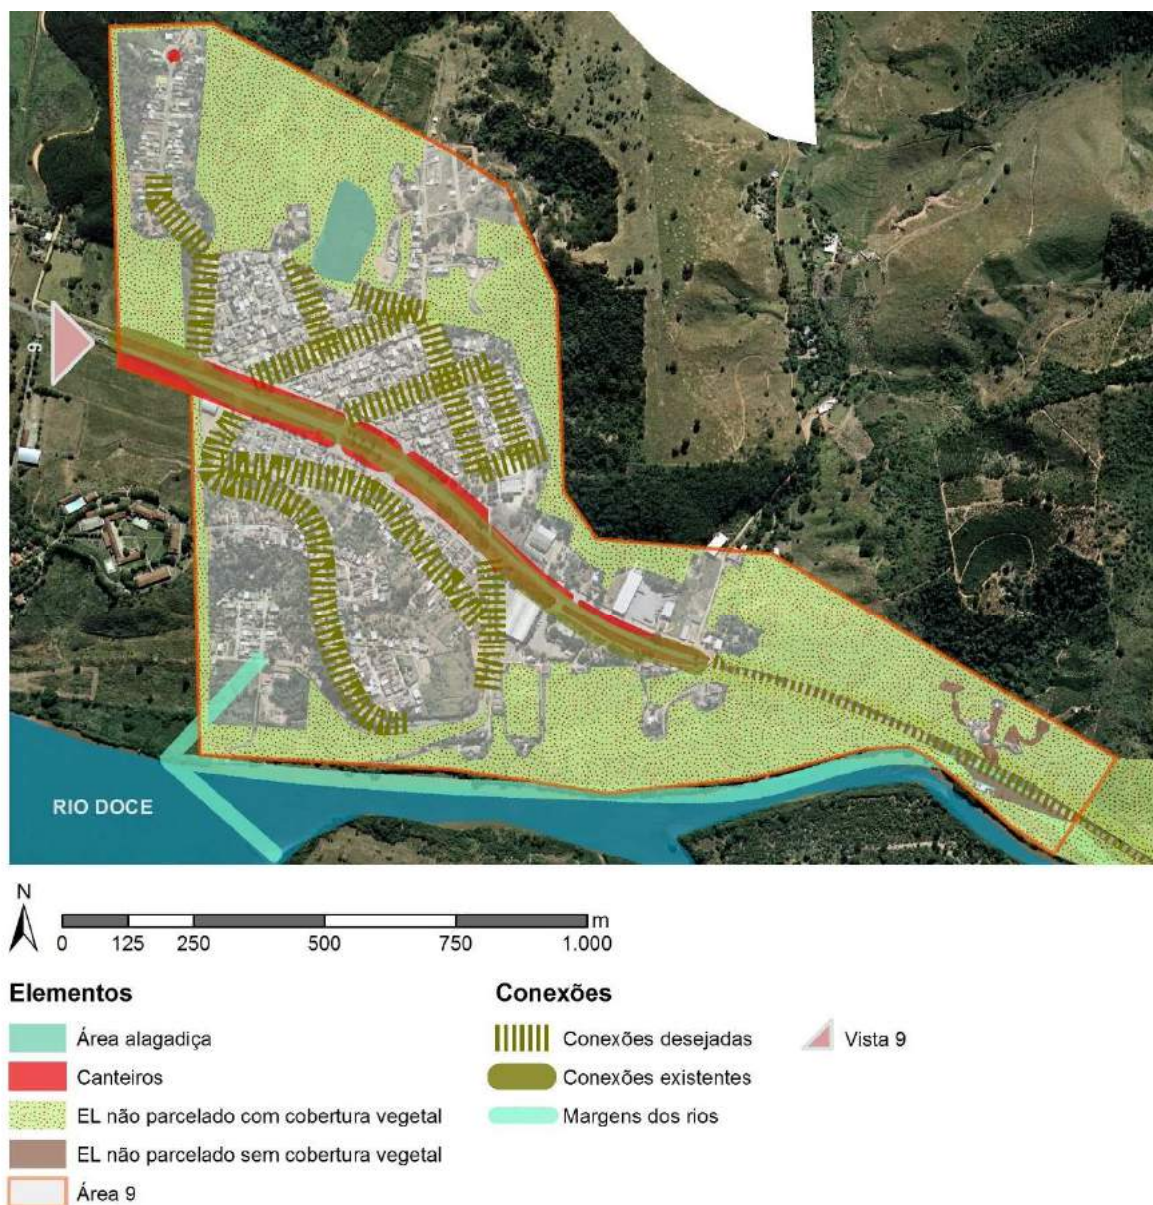 9
RIO DOCE
N
0 125 250 500 750 1.000 m
Elementos
Área alagadiça
Canteiros
EL não parcelado com cobertura vegetal
EL não parcelado sem cobertura vegetal
Área 9
Conexões
Conexões desejadas
Conexões existentes
Margens dos rios
Vista 9